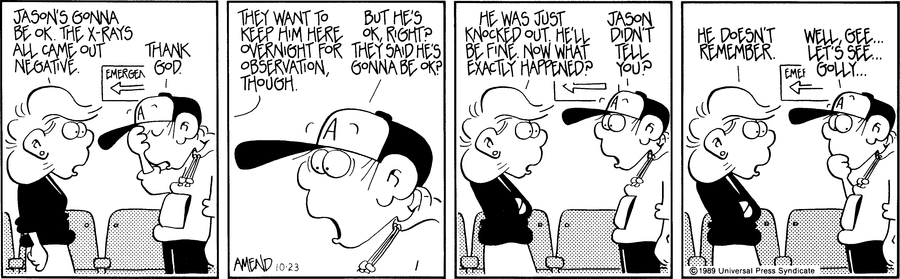 JASON'S GONNA
BE OK. THE X-RAYS
ALL CAME OUT
NEGATIVE.
THANK
GOD.
EMERGEN
A
THEY WANT TO
KEEP HIM HERE
OVERNIGHT FOR
OBSERVATION,
THOUGH.
BUT HE'S
OK, RIGHT?
THEY SAID HE'S
GONNA BE OK?
A
AMEND 10-23
HE WAS JUST
KNOCKED OUT. HE'LL
BE FINE. NOW WHAT
EXACTLY HAPPENED?
JASON
DIDN'T
TELL
YOU?
HE DOESN'T
REMEMBER.
WELL, GEE...
LET'S SEE...
GOLLY...
EMEF
A
©1989 Universal Press Syndicate